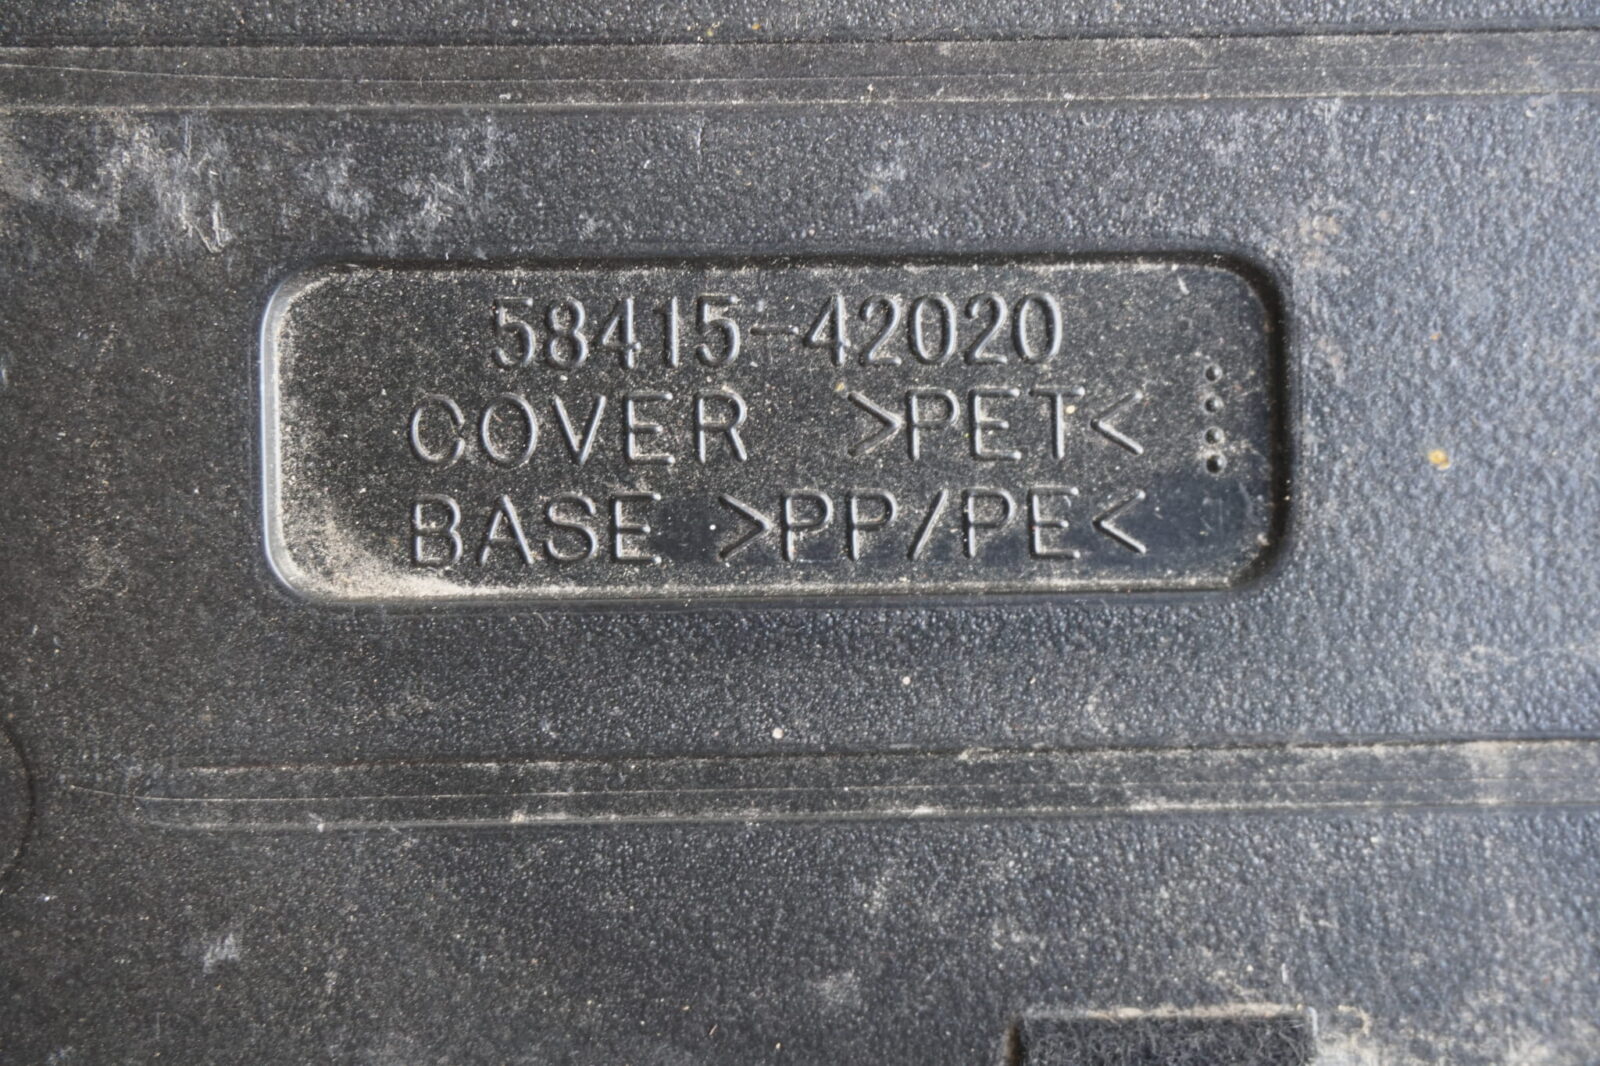 58415-42020
COVER >PET<
BASE >PP/PE<